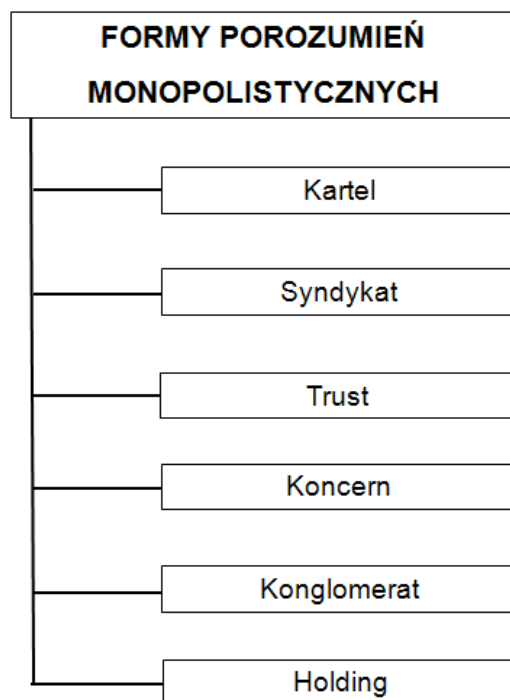 FORMY POROZUMIEŃ
MONOPOLISTYCZNYCH
Kartel
Syndykat
Trust
Koncern
Konglomerat
Holding